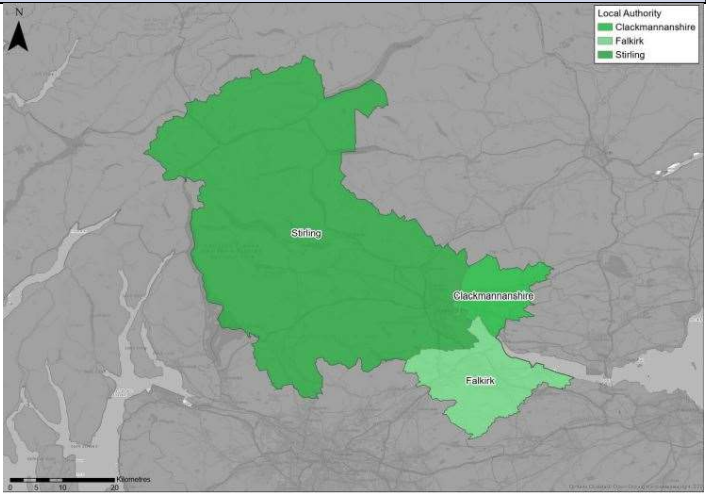 N
Local Authority
Clackmannanshire
Falkirk
Stirling
Stirling
Clackmannanshire
Falkirk
Kilometres
0 5 10 20